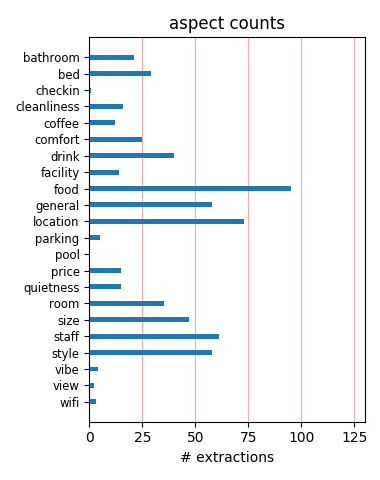 aspect counts
bathroom
bed
checkin
cleanliness
coffee
comfort
drink
facility
food
general
location
parking
pool
price
quietness
room
size
staff
style
vibe
view
wifi
0 25 50 75 100 125
# extractions